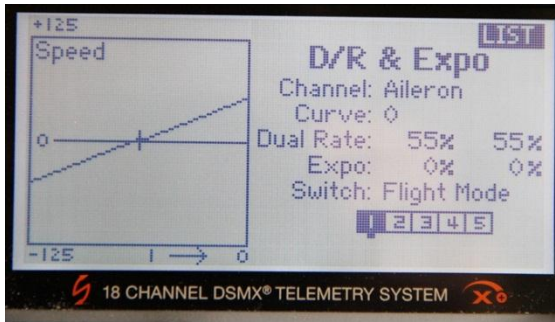 +125
LIST
Speed
D/R & Expo
Channel: Aileron
Curve: 0
0
Dual Rate: 55% 55%
Expo: 0% 0%
Switch: Flight Mode
1 2 3 4 5
-125 1 → 0
18 CHANNEL DSMX® TELEMETRY SYSTEM X+